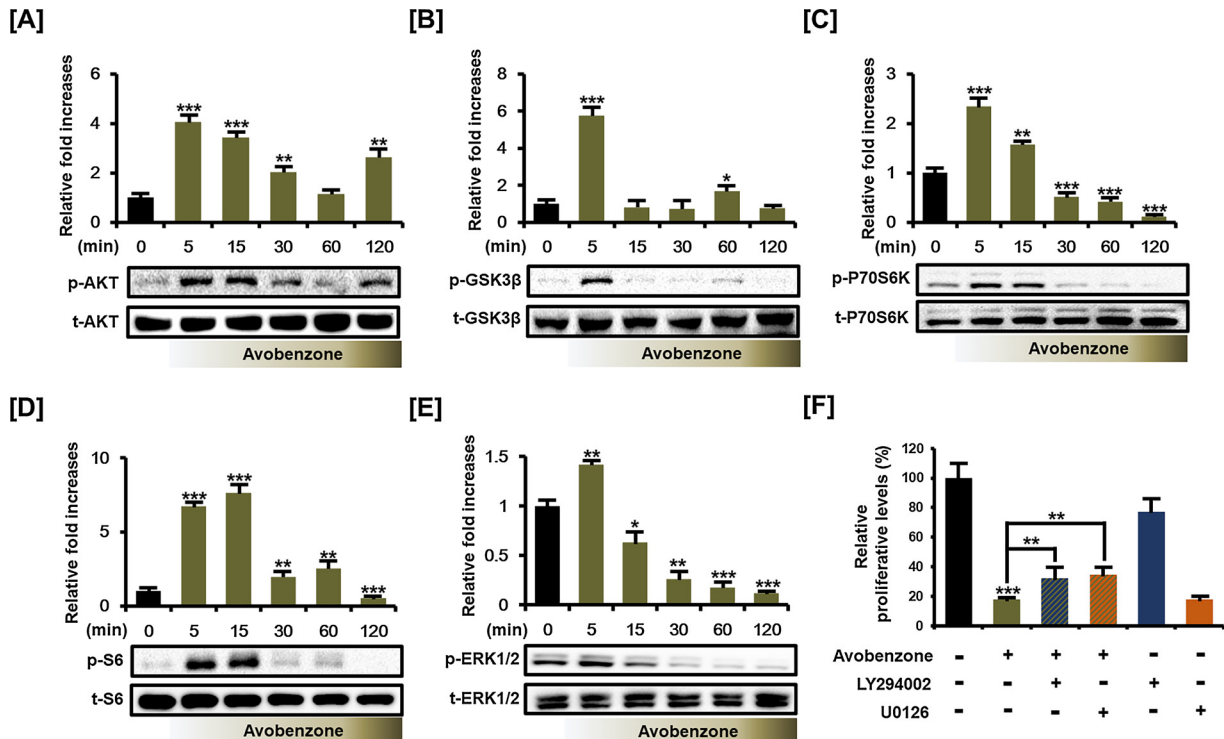 [A]
Relative fold increases
6
4
2
0
***
***
**
**
(min) 0 5 15 30 60 120
p-AKT
t-AKT
Avobenzone
[B]
Relative fold increases
8
6
4
2
0
***
*
(min) 0 5 15 30 60 120
p-GSK3β
t-GSK3β
Avobenzone
[C]
Relative fold increases
3
2
1
0
***
**
***
***
***
(min) 0 5 15 30 60 120
p-P70S6K
t-P70S6K
Avobenzone
[D]
Relative fold increases
10
5
0
***
***
**
**
***
(min) 0 5 15 30 60 120
p-S6
t-S6
Avobenzone
[E]
Relative fold increases
1.5
1
0.5
0
**
*
**
***
***
(min) 0 5 15 30 60 120
p-ERK1/2
t-ERK1/2
Avobenzone
[F]
Relative
proliferative levels (%)
120
100
80
60
40
20
0
**
**
***
Avobenzone - + + + - -
LY294002 - - + - + -
U0126 - - - + - +